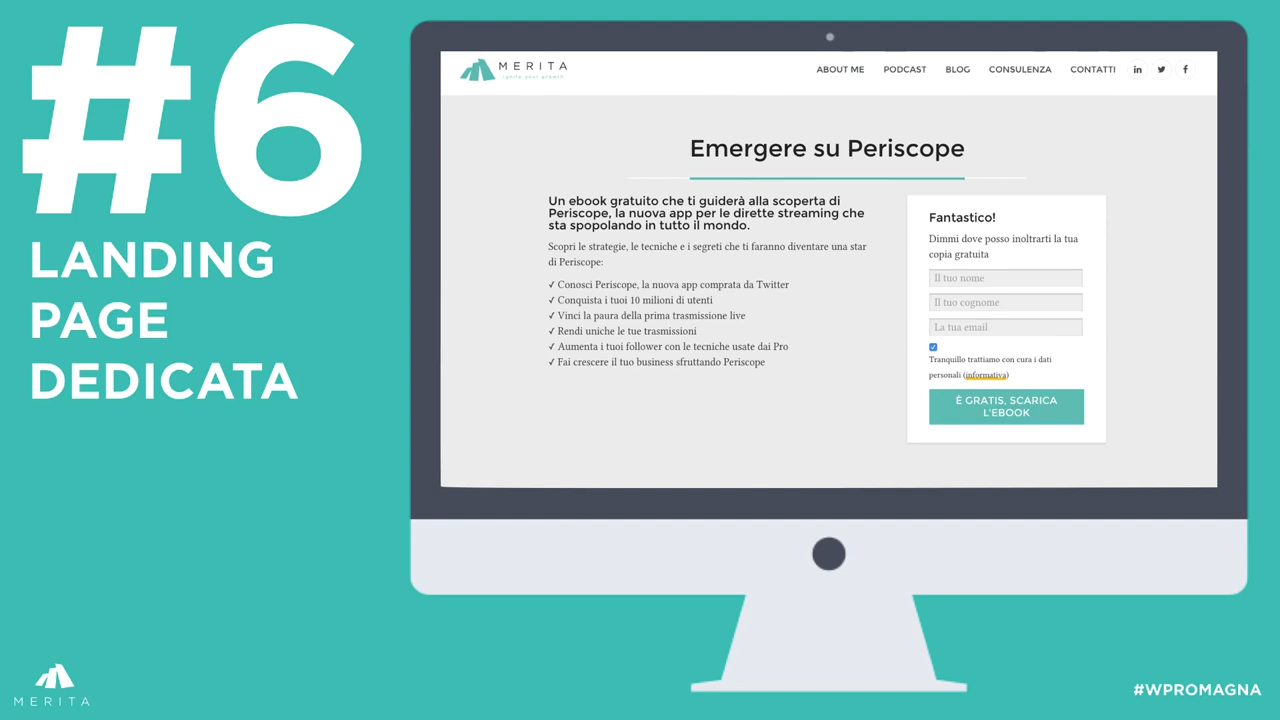 #6
LANDING
PAGE
DEDICATA
MERITA
ignite your growth
ABOUT ME
PODCAST
BLOG
CONSULENZA
CONTATTI
Emergere su Periscope
Un ebook gratuito che ti guiderà alla scoperta di
Periscope, la nuova app per le dirette streaming che
sta spopolando in tutto il mondo.
Scopri le strategie, le tecniche e i segreti che ti faranno diventare una star
di Periscope:
✓ Conosci Periscope, la nuova app comprata da Twitter
✓ Conquista i tuoi 10 milioni di utenti
✓ Vinci la paura della prima trasmissione live
✓ Rendi uniche le tue trasmissioni
✓ Aumenta i tuoi follower con le tecniche usate dai Pro
✓ Fai crescere il tuo business sfruttando Periscope
Fantastico!
Dimmi dove posso inoltrarti la tua
copia gratuita
Il tuo nome
Il tuo cognome
La tua email
Tranquillo trattiamo con cura i dati
personali (informativa)
È GRATIS, SCARICA
L'EBOOK
MERITA
#WPROMAGNA